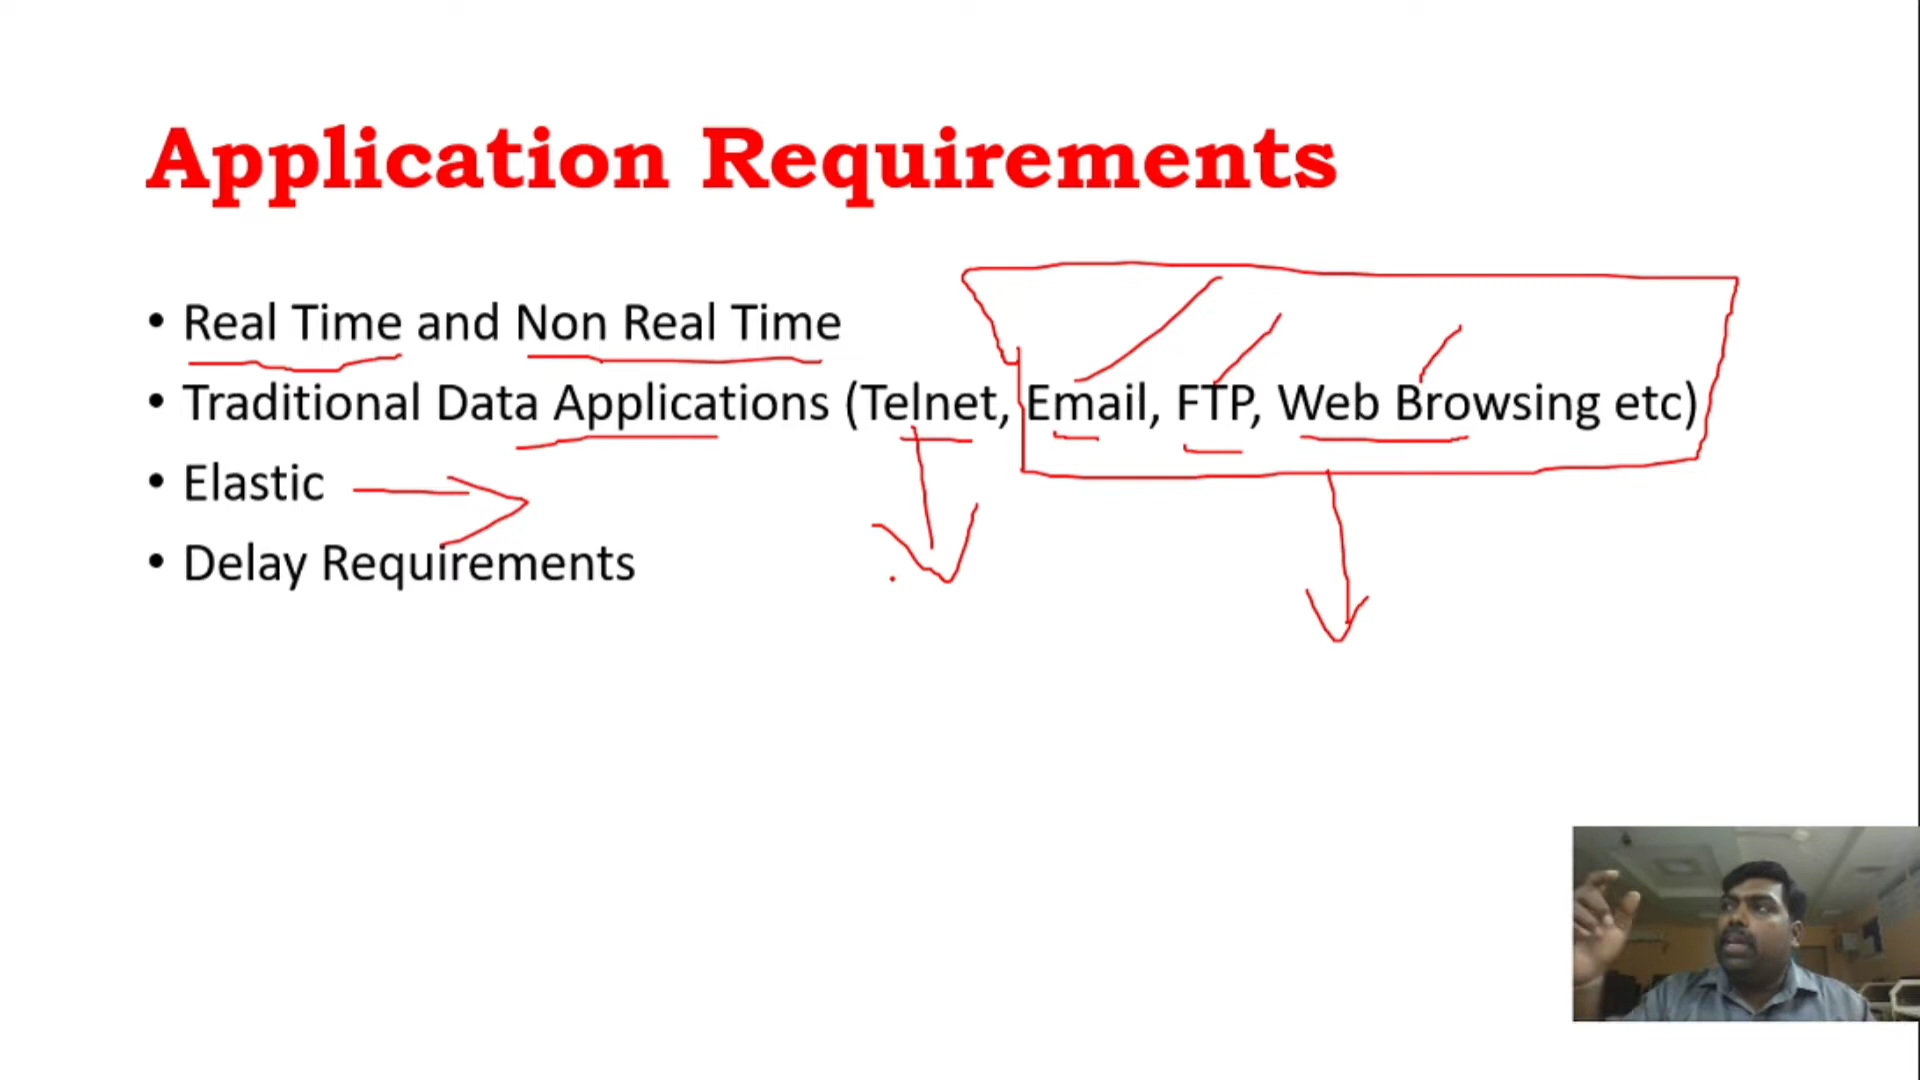 Application Requirements
• Real Time and Non Real Time
• Traditional Data Applications (Telnet, Email, FTP, Web Browsing etc)
• Elastic
• Delay Requirements